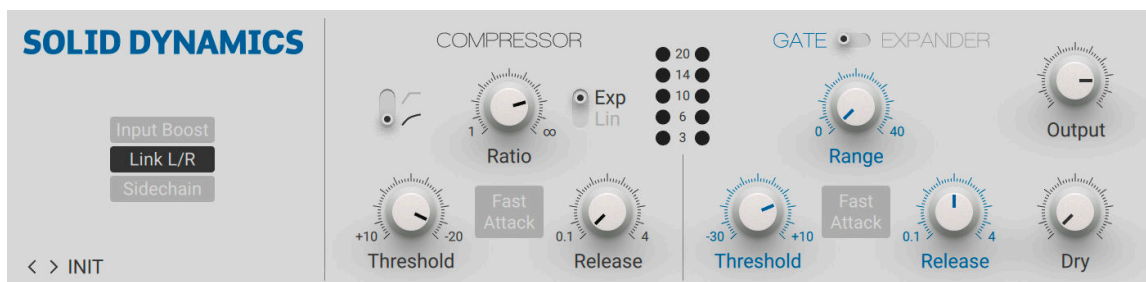 SOLID DYNAMICS
Input Boost
Link L/R
Sidechain
< > INIT
COMPRESSOR
1
∞
Ratio
Exp
Lin
+10
-20
Threshold
Fast
Attack
0.1
4
Release
20
14
10
6
3
GATE EXPANDER
0
40
Range
-30
+10
Threshold
Fast
Attack
0.1
4
Release
Output
Dry